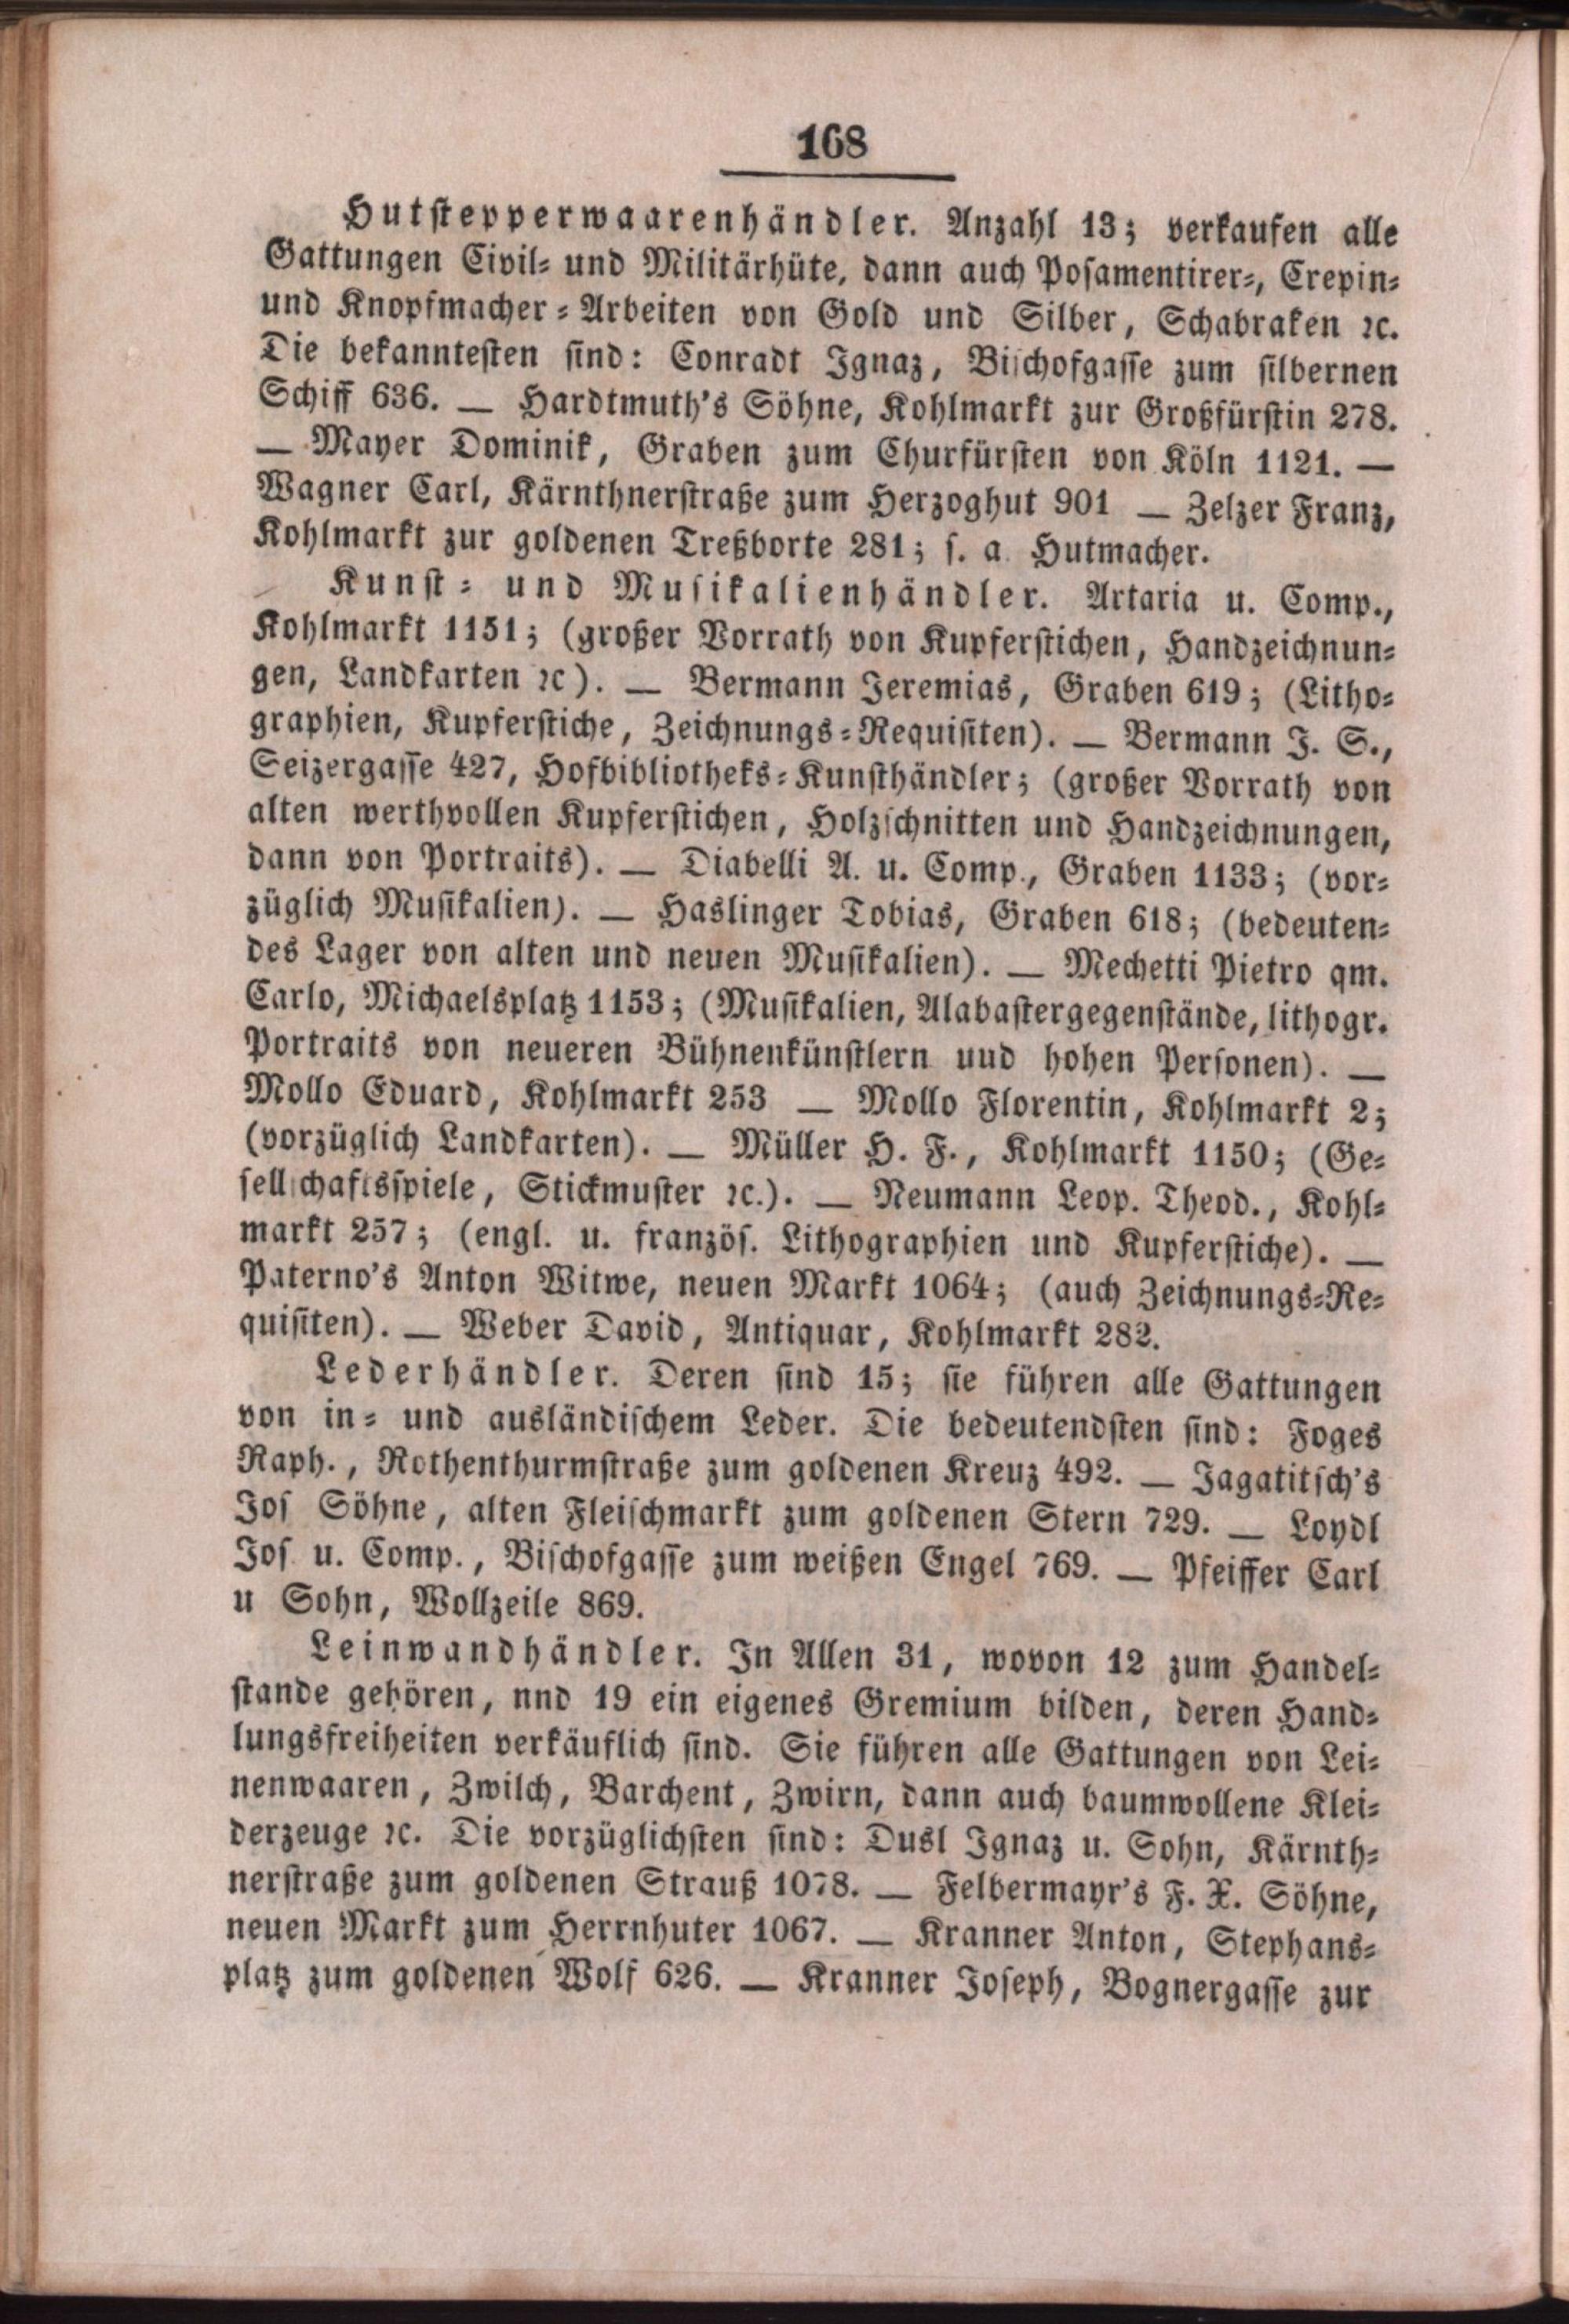 168
Hutstepperwaarenhändler. Anzahl 13; verkaufen alle
Gattungen Civil- und Militärhüte, dann auch Posamentirer-, Crepin-
und Knopfmacher-Arbeiten von Gold und Silber, Schabraken ꝛc.
Die bekanntesten sind: Conradt Ignaz, Bischofgasse zum silbernen
Schiff 636. — Hardtmuth's Söhne, Kohlmarkt zur Großfürstin 278.
— Mayer Dominik, Graben zum Churfürsten von Köln 1121. —
Wagner Carl, Kärnthnerstraße zum Herzoghut 901 — Zelzer Franz,
Kohlmarkt zur goldenen Treßborte 281; s. a. Hutmacher.
Kunst- und Musikalienhändler. Artaria u. Comp.,
Kohlmarkt 1151; (großer Vorrath von Kupferstichen, Handzeichnun-
gen, Landkarten ꝛc). — Bermann Jeremias, Graben 619; (Litho-
graphien, Kupferstiche, Zeichnungs-Requisiten). — Bermann J. S.,
Seizergasse 427, Hofbibliotheks-Kunsthändler; (großer Vorrath von
alten werthvollen Kupferstichen, Holzschnitten und Handzeichnungen,
dann von Portraits). — Diabelli A. u. Comp., Graben 1133; (vor-
züglich Musikalien). — Haslinger Tobias, Graben 618; (bedeuten-
des Lager von alten und neuen Musikalien). — Mechetti Pietro qm.
Carlo, Michaelsplatz 1153; (Musikalien, Alabastergegenstände, lithogr.
Portraits von neueren Bühnenkünstlern uud hohen Personen). —
Mollo Eduard, Kohlmarkt 253 — Mollo Florentin, Kohlmarkt 2;
(vorzüglich Landkarten). — Müller H. F., Kohlmarkt 1150; (Ge-
sellschaftsspiele, Stickmuster ꝛc.). — Neumann Leop. Theod., Kohl-
markt 257; (engl. u. französ. Lithographien und Kupferstiche). —
Paterno's Anton Witwe, neuen Markt 1064; (auch Zeichnungs-Re-
quisiten). — Weber David, Antiquar, Kohlmarkt 282.
Lederhändler. Deren sind 15; sie führen alle Gattungen
von in- und ausländischem Leder. Die bedeutendsten sind: Foges
Raph., Rothenthurmstraße zum goldenen Kreuz 492. — Jagatitsch's
Jos Söhne, alten Fleischmarkt zum goldenen Stern 729. — Loydl
Jos. u. Comp., Bischofgasse zum weißen Engel 769. — Pfeiffer Carl
u Sohn, Wollzeile 869.
Leinwandhändler. In Allen 31, wovon 12 zum Handel-
stande gehören, nnd 19 ein eigenes Gremium bilden, deren Hand-
lungsfreiheiten verkäuflich sind. Sie führen alle Gattungen von Lei-
nenwaaren, Zwilch, Barchent, Zwirn, dann auch baumwollene Klei-
derzeuge ꝛc. Die vorzüglichsten sind: Dusl Ignaz u. Sohn, Kärnth-
nerstraße zum goldenen Strauß 1078. — Felbermayr's F. X. Söhne,
neuen Markt zum Herrnhuter 1067. — Kranner Anton, Stephans-
platz zum goldenen Wolf 626. — Kranner Joseph, Bognergasse zur